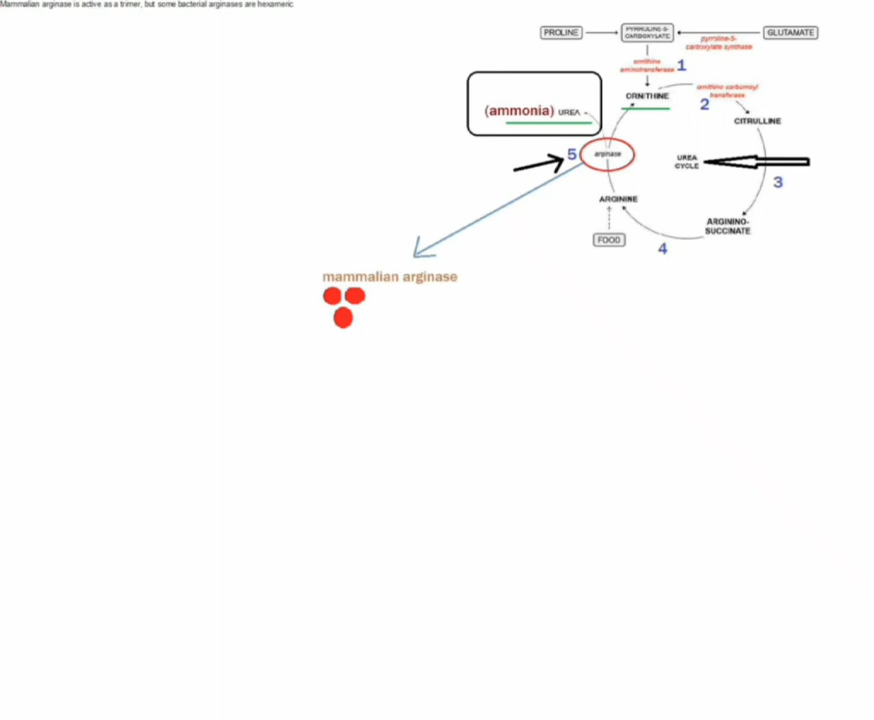 Mammalian arginase is active as a trimer, but some bacterial arginases are hexameric.
PROLINE
PYRROLINE-5-
CARBOXYLATE
GLUTAMATE
pyrroline-5-
carboxylate synthase
ornithine
aminotransferase
1
ORNITHINE
ornithine carbamoyl
transferase
2
CITRULLINE
(ammonia) UREA
5
arginase
UREA
CYCLE
3
ARGININE
ARGININO-
SUCCINATE
FOOD
4
mammalian arginase